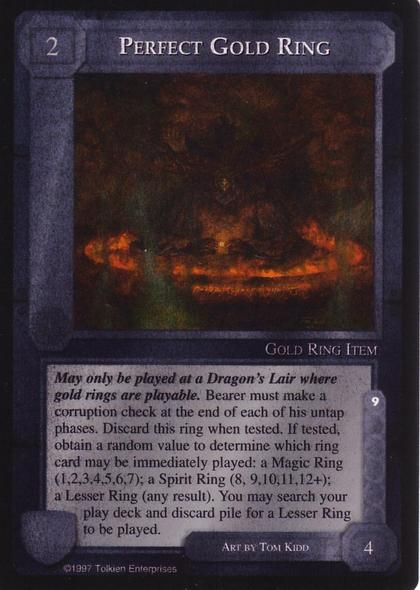 2
PERFECT GOLD RING
GOLD RING ITEM
May only be played at a Dragon's Lair where
gold rings are playable. Bearer must make a
corruption check at the end of each of his untap
phases. Discard this ring when tested. If tested,
obtain a random value to determine which ring
card may be immediately played: a Magic Ring
(1,2,3,4,5,6,7); a Spirit Ring (8, 9,10,11,12+);
a Lesser Ring (any result). You may search your
play deck and discard pile for a Lesser Ring
to be played.
9
ART BY TOM KIDD
4
©1997 Tolkien Enterprises